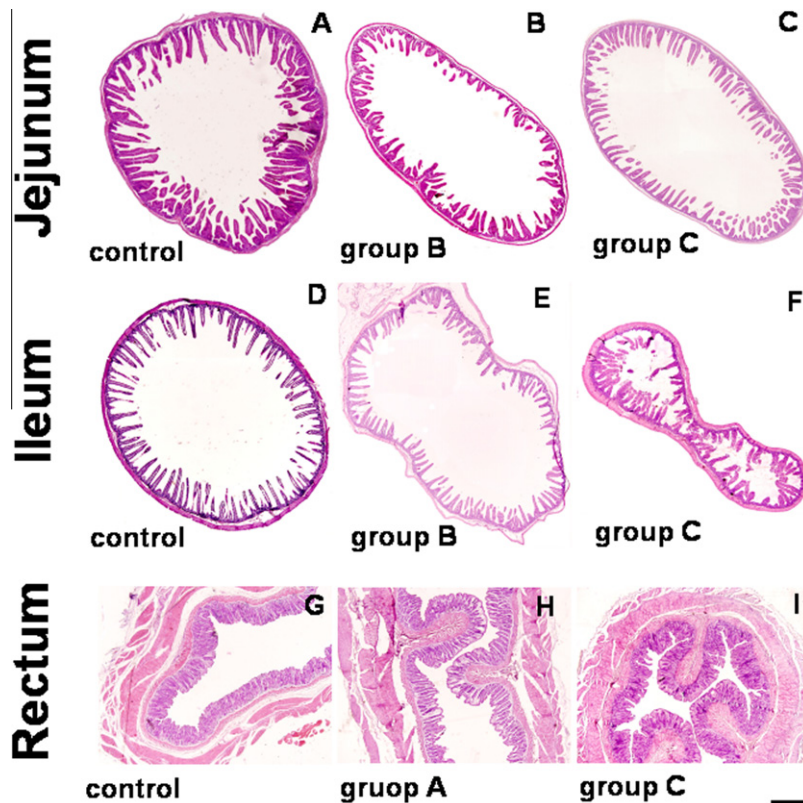 Jejunum
A
B
C
control
group B
group C
Ileum
D
E
F
control
group B
group C
Rectum
G
H
I
control
gruop A
group C